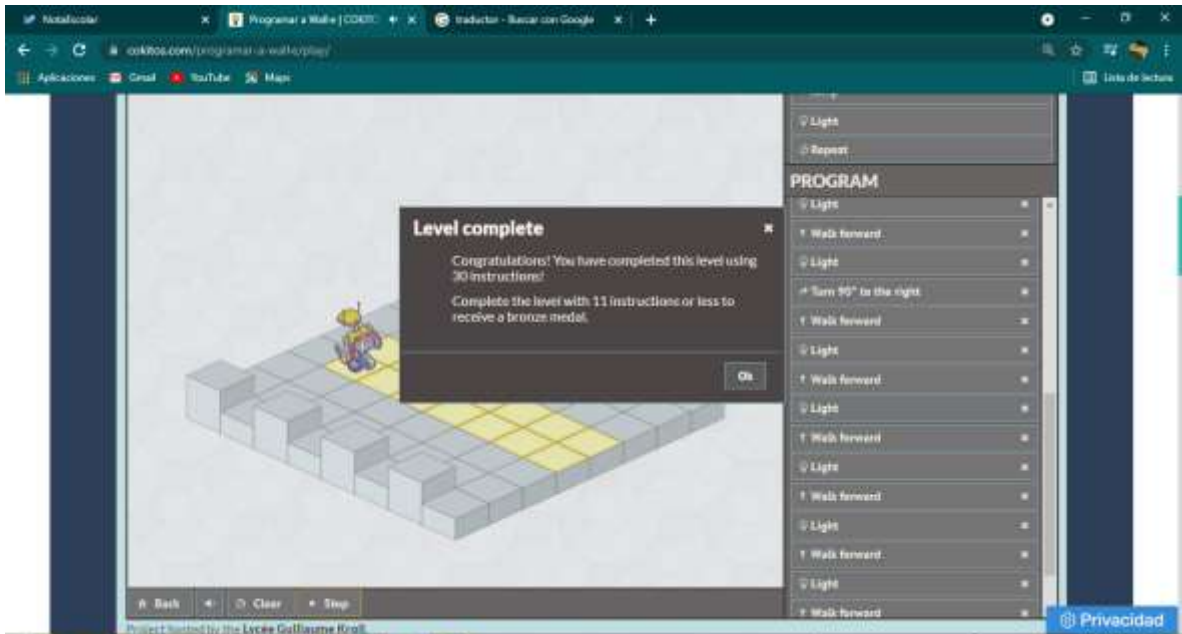 NotaEscolar
Programar a Wall-e | COKITO
traductor - Buscar con Google
cokitos.com/programar-a-wall-e/play/
Aplicaciones
Gmail
YouTube
Maps
Lista de lectura
Light
Repeat
PROGRAM
Light
Walk forward
Light
Turn 90° to the right
Walk forward
Light
Walk forward
Light
Walk forward
Light
Walk forward
Light
Walk forward
Light
Walk forward
Level complete
Congratulations! You have completed this level using
30 instructions!
Complete the level with 11 instructions or less to
receive a bronze medal.
Ok
Back
Clear
Stop
Project hosted by the Lycée Guillaume Kroll
Privacidad